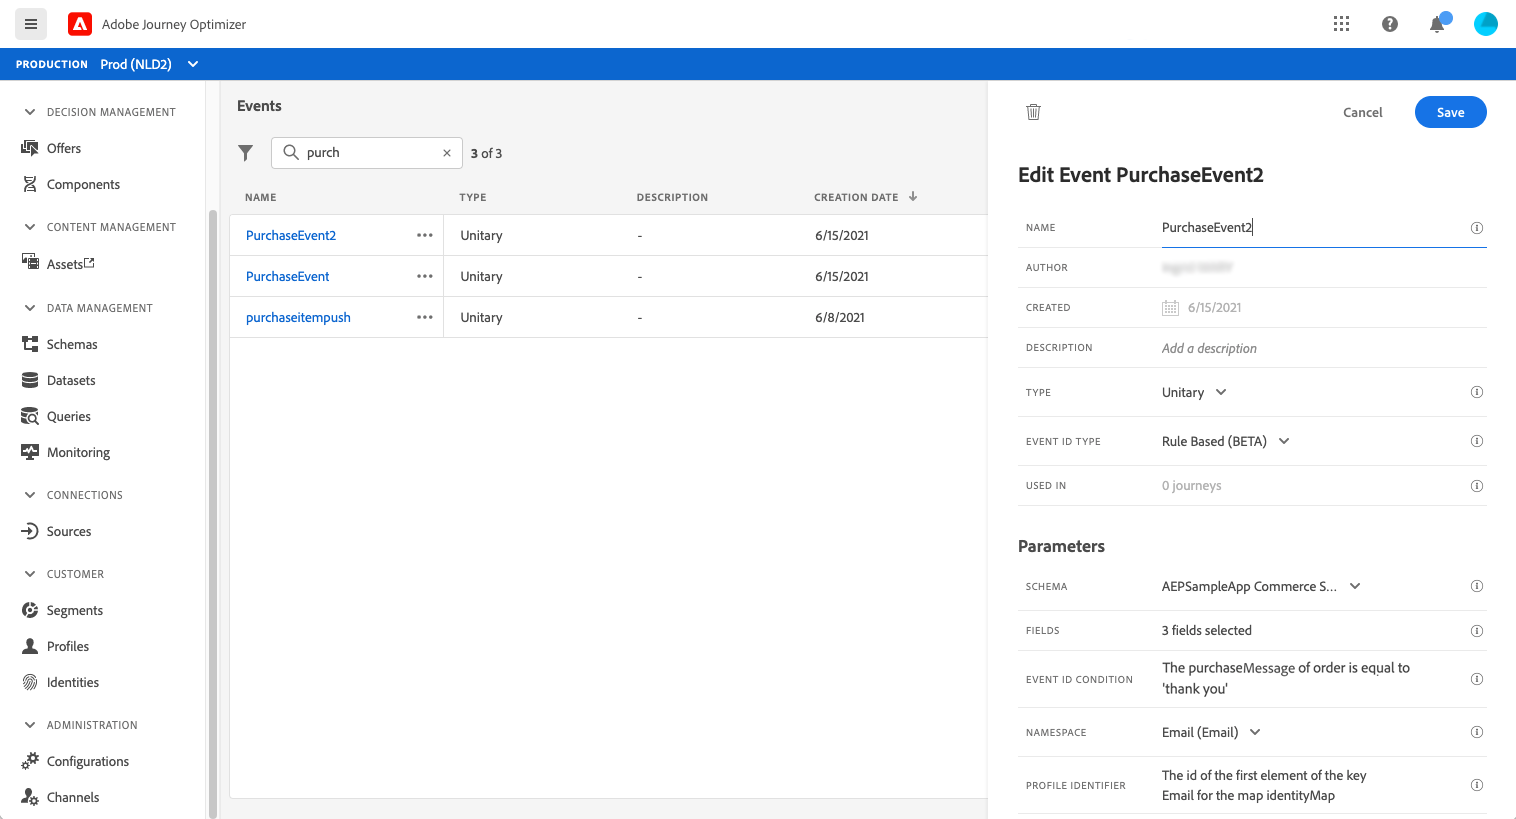 Adobe Journey Optimizer
PRODUCTION Prod (NLD2)
DECISION MANAGEMENT
Offers
Components
CONTENT MANAGEMENT
Assets
DATA MANAGEMENT
Schemas
Datasets
Queries
Monitoring
CONNECTIONS
Sources
CUSTOMER
Segments
Profiles
Identities
ADMINISTRATION
Configurations
Channels
Events
purch × 3 of 3
NAME TYPE DESCRIPTION CREATION DATE ↓
PurchaseEvent2 ••• Unitary - 6/15/2021
PurchaseEvent ••• Unitary - 6/15/2021
purchaseitempush ••• Unitary - 6/8/2021
Cancel Save
Edit Event PurchaseEvent2
NAME PurchaseEvent2
AUTHOR
CREATED 6/15/2021
DESCRIPTION Add a description
TYPE Unitary
EVENT ID TYPE Rule Based (BETA)
USED IN 0 journeys
Parameters
SCHEMA AEPSampleApp Commerce S...
FIELDS 3 fields selected
EVENT ID CONDITION The purchaseMessage of order is equal to
'thank you'
NAMESPACE Email (Email)
PROFILE IDENTIFIER The id of the first element of the key
Email for the map identityMap